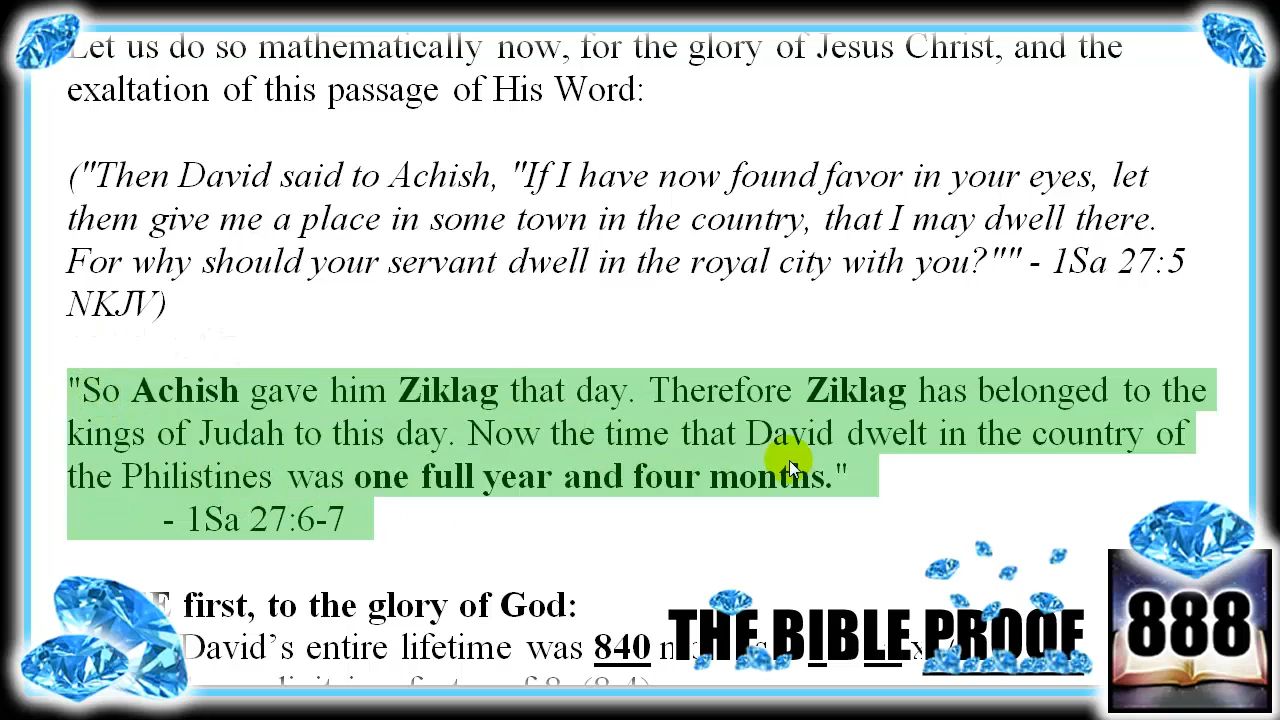 Let us do so mathematically now, for the glory of Jesus Christ, and the
exaltation of this passage of His Word:
("Then David said to Achish, "If I have now found favor in your eyes, let
them give me a place in some town in the country, that I may dwell there.
For why should your servant dwell in the royal city with you?"" - 1Sa 27:5
NKJV)
"So Achish gave him Ziklag that day. Therefore Ziklag has belonged to the
kings of Judah to this day. Now the time that David dwelt in the country of
the Philistines was one full year and four months."
- 1Sa 27:6-7
first, to the glory of God:
David's entire lifetime was 840
THE BIBLE PROOF
888